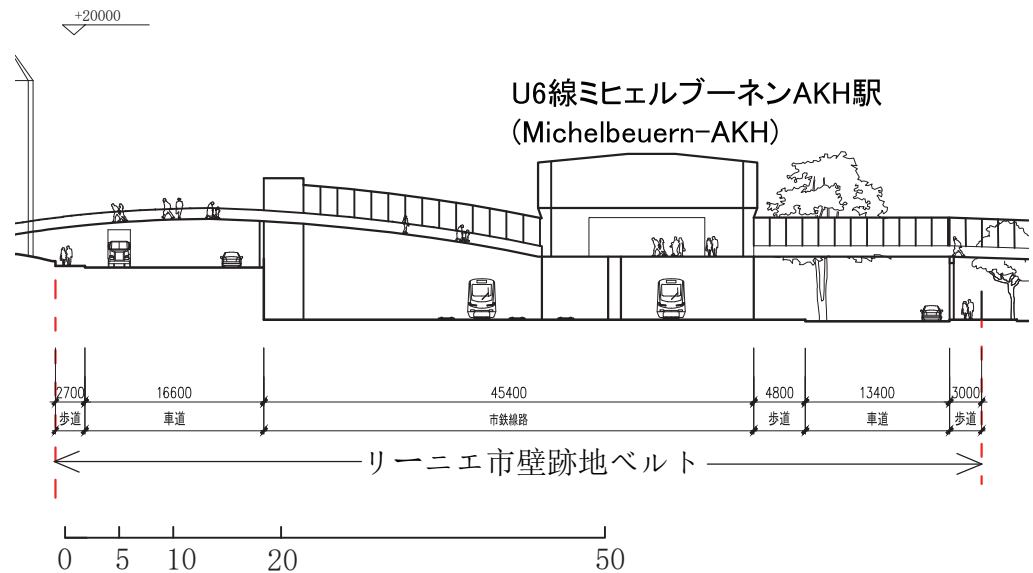 +20000
U6線ミヒェルブーネンAKH駅
(Michelbeuern-AKH)
2700 16600 45400 4800 13400 3000
歩道 車道 市鉄線路 歩道 車道 歩道
リーニエ市壁跡地ベルト
0 5 10 20 50